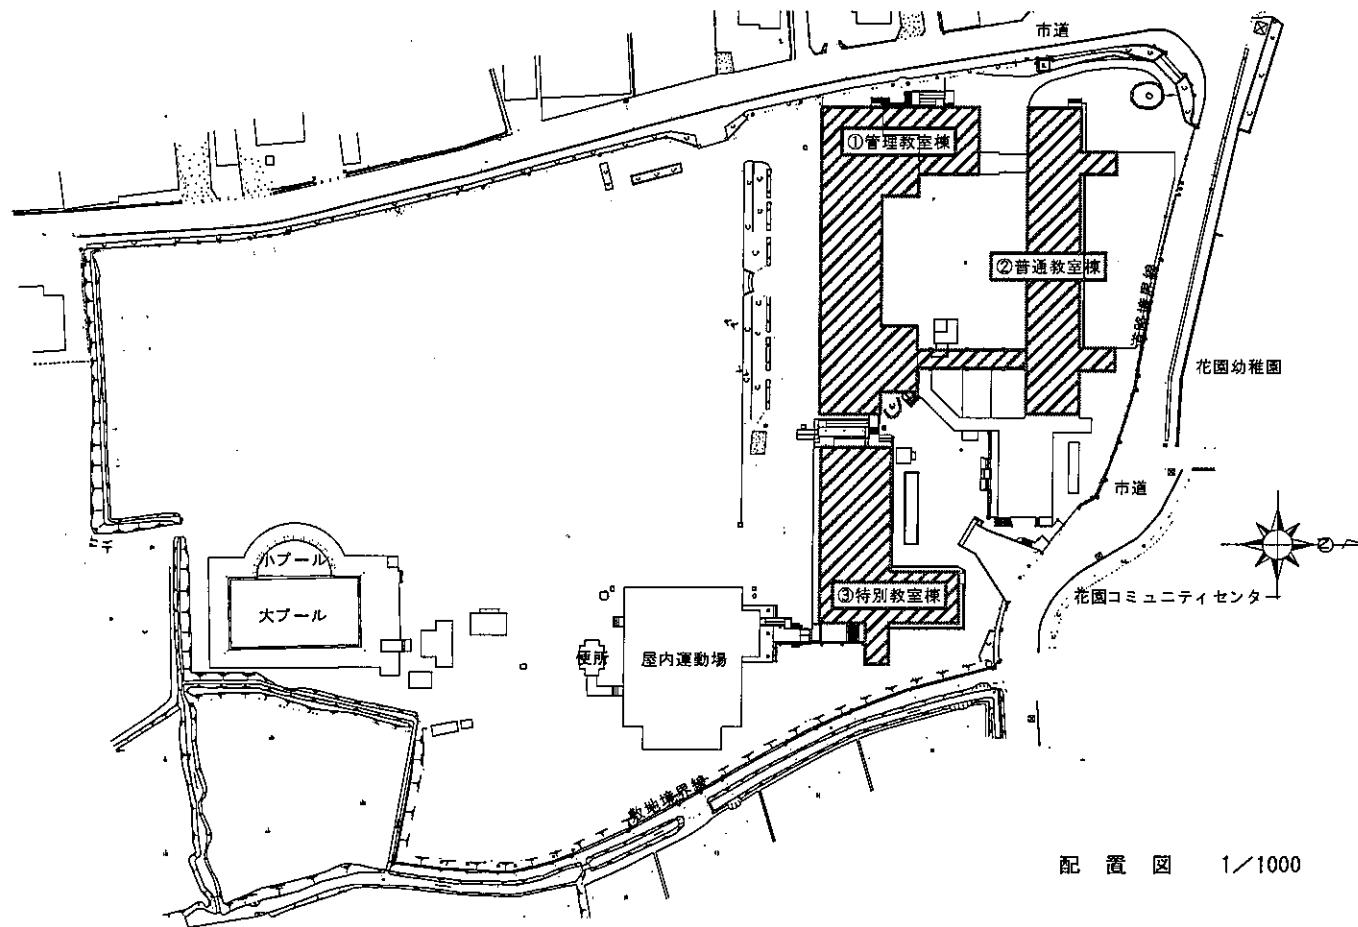 市道
①管理教室棟
②普通教室棟
道路境界線
花園幼稚園
市道
小プール
大プール
③特別教室棟
花園コミュニティセンター
便所
屋内運動場
敷地境界線
配置図 1/1000